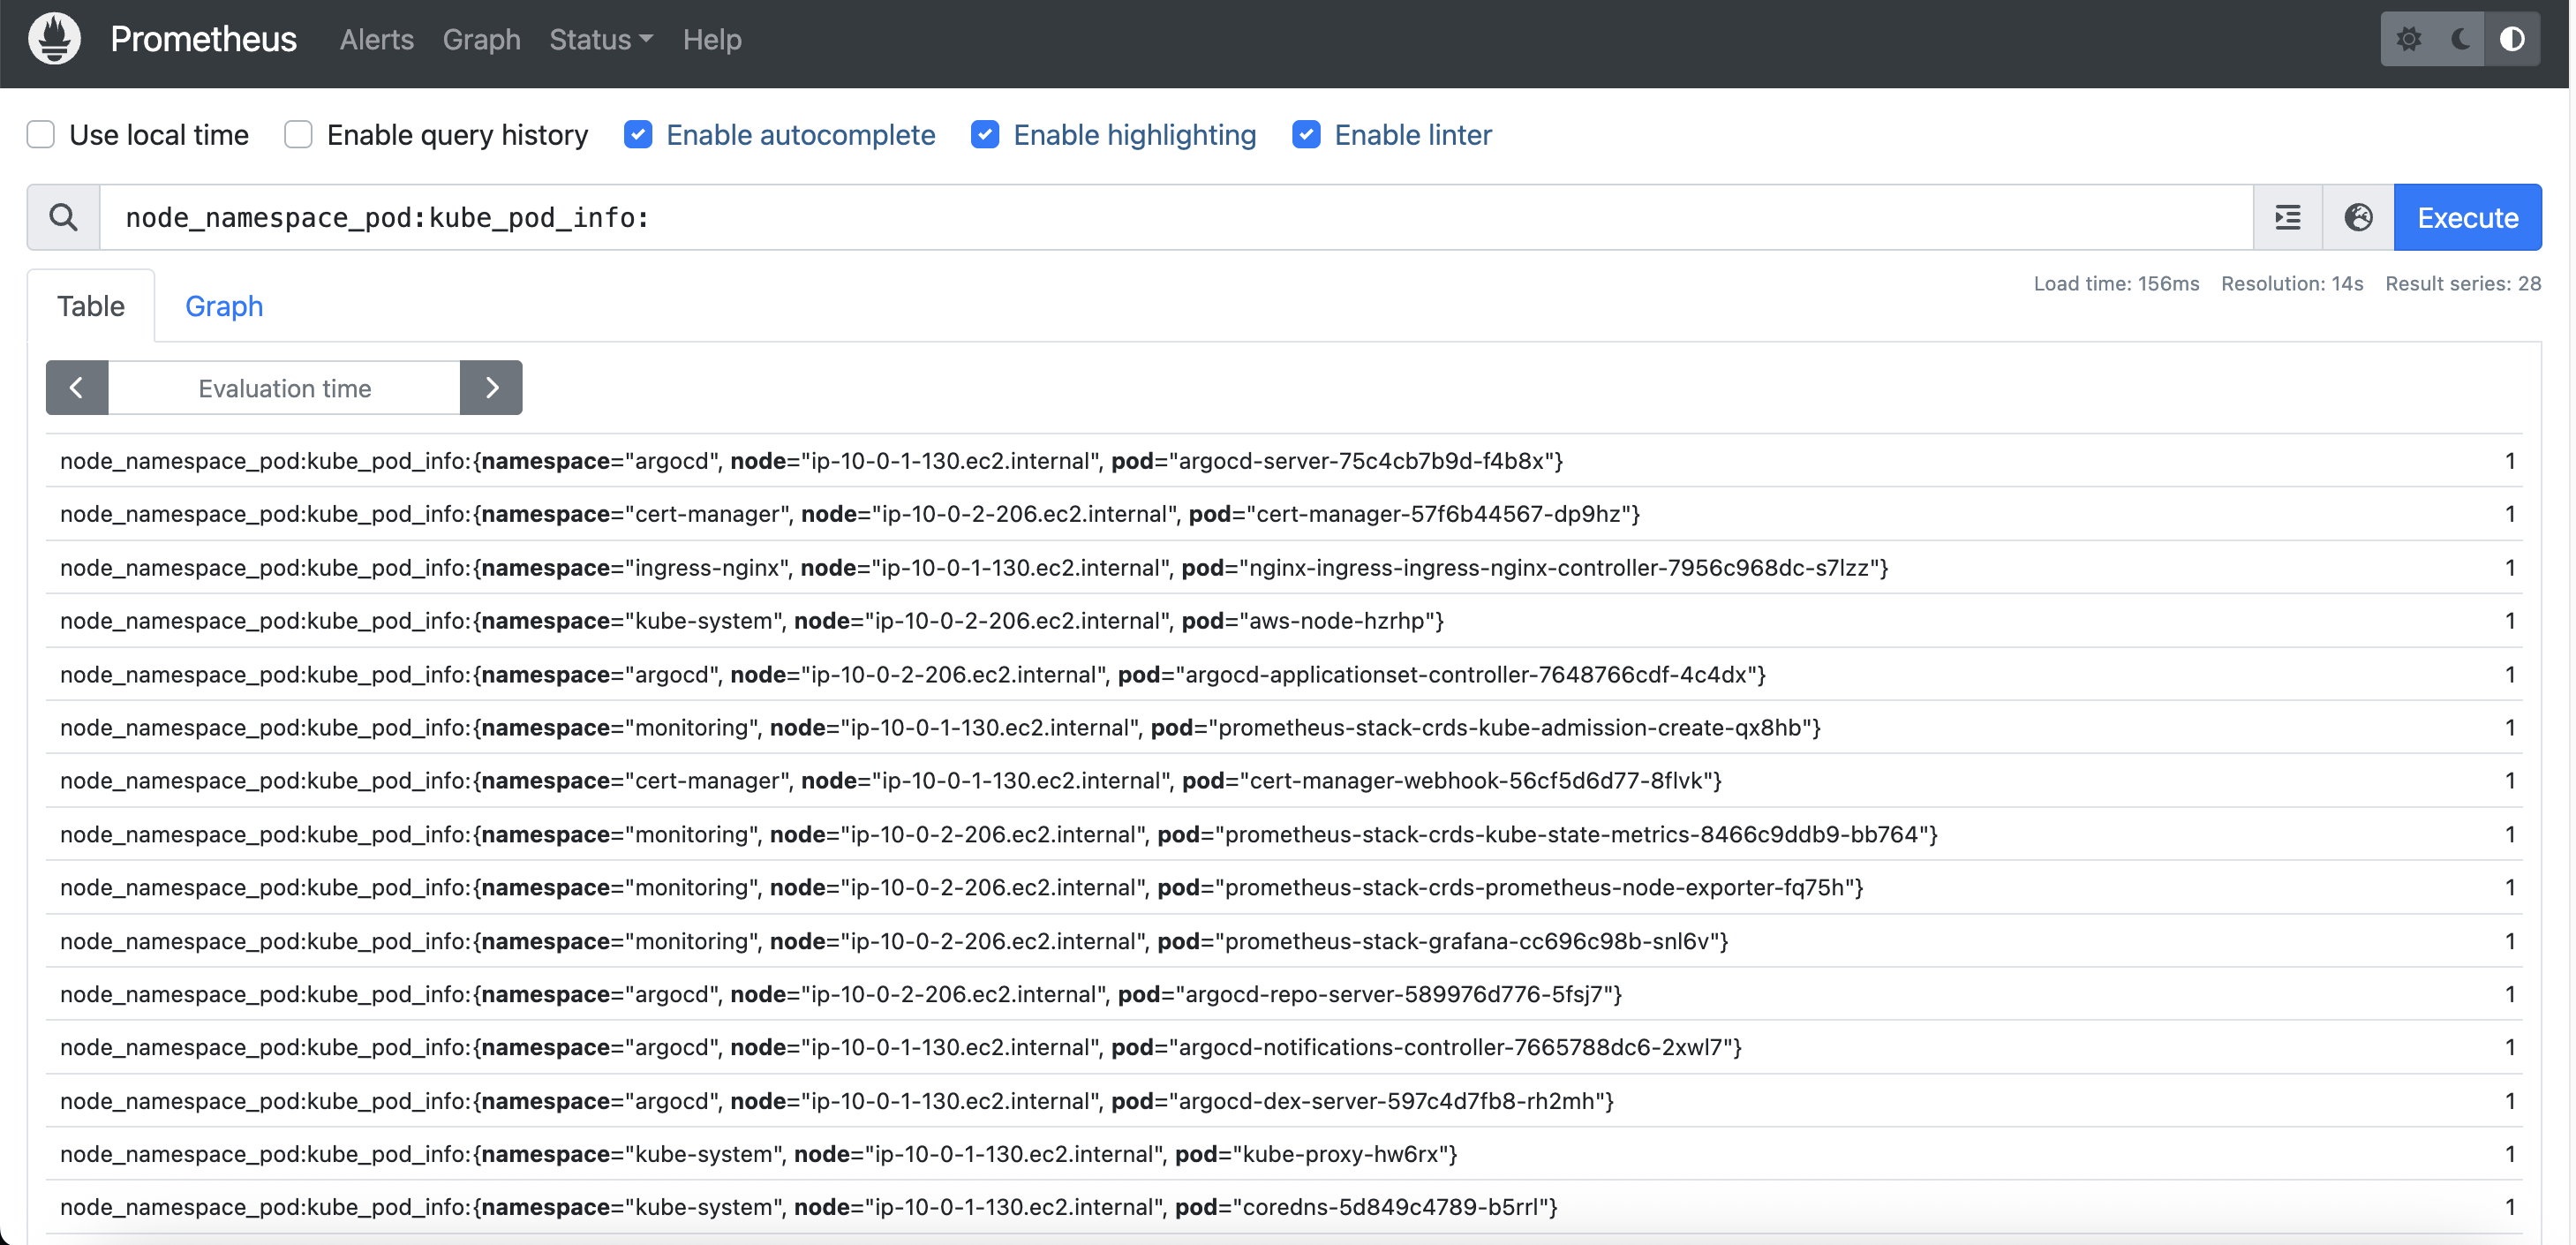 Prometheus Alerts Graph Status Help
Use local time Enable query history Enable autocomplete Enable highlighting Enable linter
node_namespace_pod:kube_pod_info: Execute
Load time: 156ms Resolution: 14s Result series: 28
Table Graph
Evaluation time
node_namespace_pod:kube_pod_info:{namespace="argocd", node="ip-10-0-1-130.ec2.internal", pod="argocd-server-75c4cb7b9d-f4b8x"} 1
node_namespace_pod:kube_pod_info:{namespace="cert-manager", node="ip-10-0-2-206.ec2.internal", pod="cert-manager-57f6b44567-dp9hz"} 1
node_namespace_pod:kube_pod_info:{namespace="ingress-nginx", node="ip-10-0-1-130.ec2.internal", pod="nginx-ingress-ingress-nginx-controller-7956c968dc-s7lzz"} 1
node_namespace_pod:kube_pod_info:{namespace="kube-system", node="ip-10-0-2-206.ec2.internal", pod="aws-node-hzrhp"} 1
node_namespace_pod:kube_pod_info:{namespace="argocd", node="ip-10-0-2-206.ec2.internal", pod="argocd-applicationset-controller-7648766cdf-4c4dx"} 1
node_namespace_pod:kube_pod_info:{namespace="monitoring", node="ip-10-0-1-130.ec2.internal", pod="prometheus-stack-crds-kube-admission-create-qx8hb"} 1
node_namespace_pod:kube_pod_info:{namespace="cert-manager", node="ip-10-0-1-130.ec2.internal", pod="cert-manager-webhook-56cf5d6d77-8flvk"} 1
node_namespace_pod:kube_pod_info:{namespace="monitoring", node="ip-10-0-2-206.ec2.internal", pod="prometheus-stack-crds-kube-state-metrics-8466c9ddb9-bb764"} 1
node_namespace_pod:kube_pod_info:{namespace="monitoring", node="ip-10-0-2-206.ec2.internal", pod="prometheus-stack-crds-prometheus-node-exporter-fq75h"} 1
node_namespace_pod:kube_pod_info:{namespace="monitoring", node="ip-10-0-2-206.ec2.internal", pod="prometheus-stack-grafana-cc696c98b-snl6v"} 1
node_namespace_pod:kube_pod_info:{namespace="argocd", node="ip-10-0-2-206.ec2.internal", pod="argocd-repo-server-589976d776-5fsj7"} 1
node_namespace_pod:kube_pod_info:{namespace="argocd", node="ip-10-0-1-130.ec2.internal", pod="argocd-notifications-controller-7665788dc6-2xwl7"} 1
node_namespace_pod:kube_pod_info:{namespace="argocd", node="ip-10-0-1-130.ec2.internal", pod="argocd-dex-server-597c4d7fb8-rh2mh"} 1
node_namespace_pod:kube_pod_info:{namespace="kube-system", node="ip-10-0-1-130.ec2.internal", pod="kube-proxy-hw6rx"} 1
node_namespace_pod:kube_pod_info:{namespace="kube-system", node="ip-10-0-1-130.ec2.internal", pod="coredns-5d849c4789-b5rrl"} 1